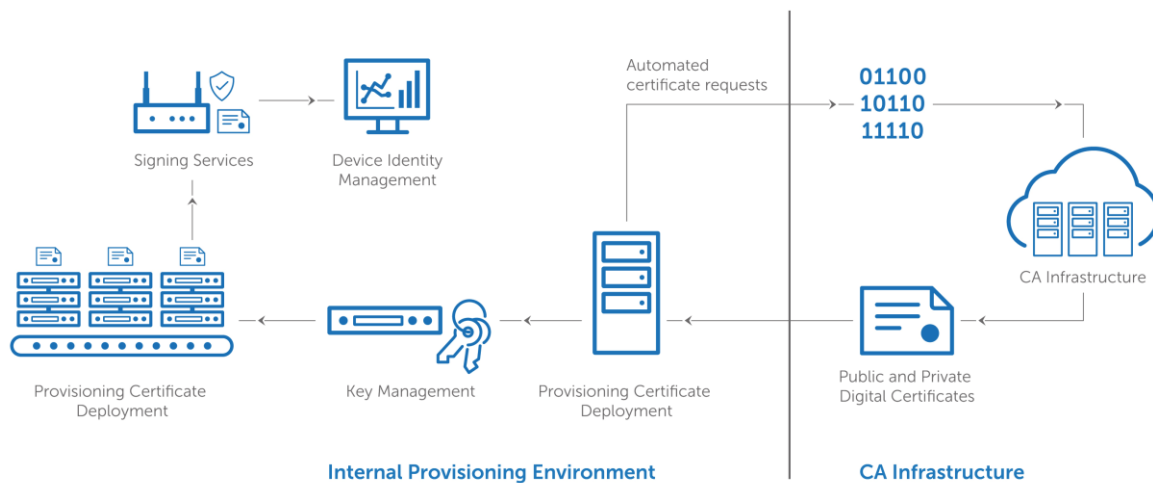 Automated
certificate requests
01100
10110
11110
Signing Services
Device Identity
Management
CA Infrastructure
Provisioning Certificate
Deployment
Key Management
Provisioning Certificate
Deployment
Public and Private
Digital Certificates
Internal Provisioning Environment
CA Infrastructure